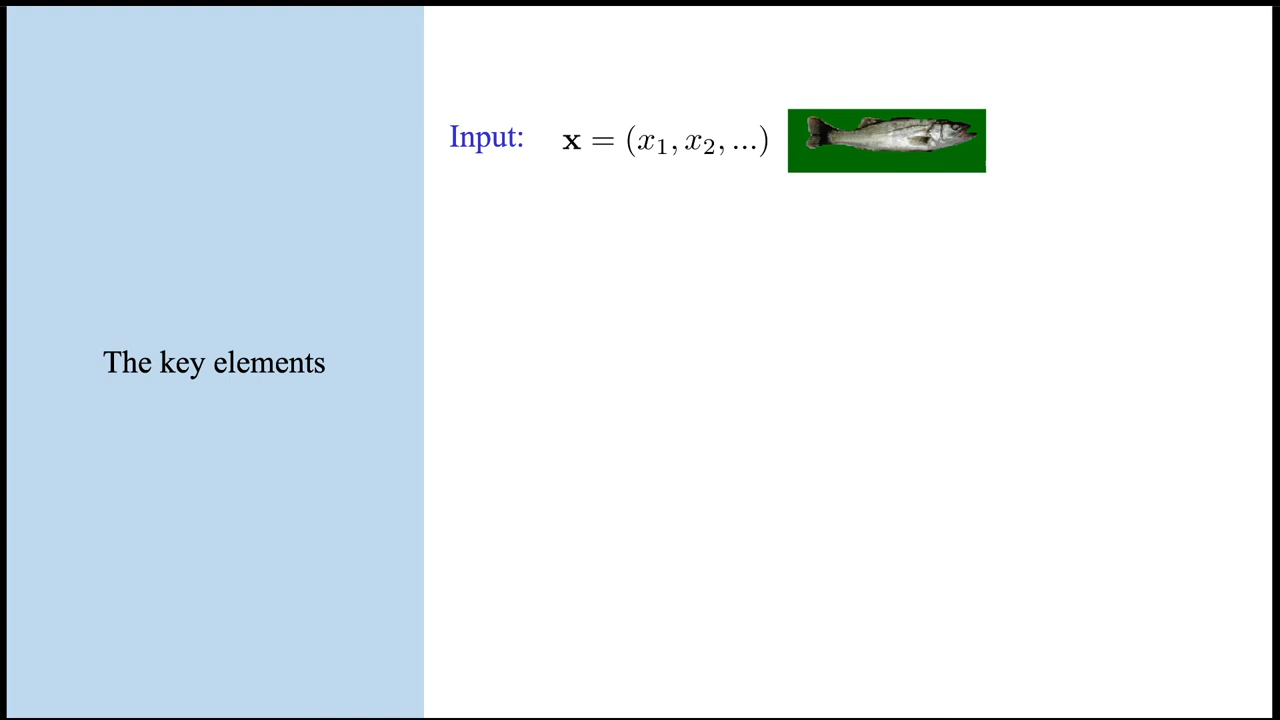 Input: x = (x₁, x₂, ...)
The key elements